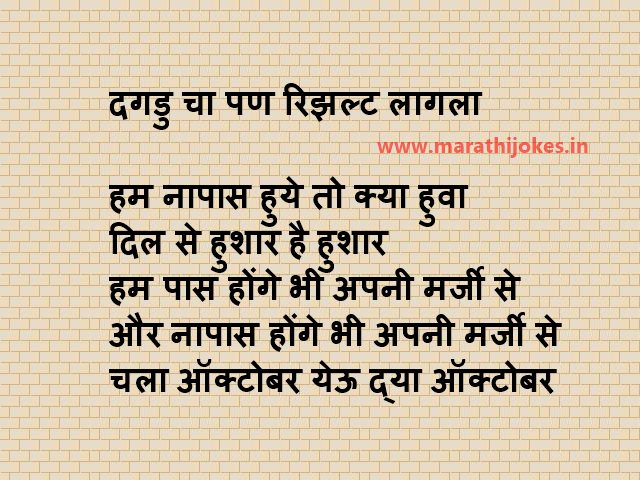 दगडु चा पण रिझल्ट लागला
www.marathijokes.in
हम नापास हुये तो क्या हुवा
दिल से हुशार है हुशार
हम पास होंगे भी अपनी मर्जी से
और नापास होंगे भी अपनी मर्जी से
चला ऑक्टोबर येऊ द्‌या ऑक्टोबर